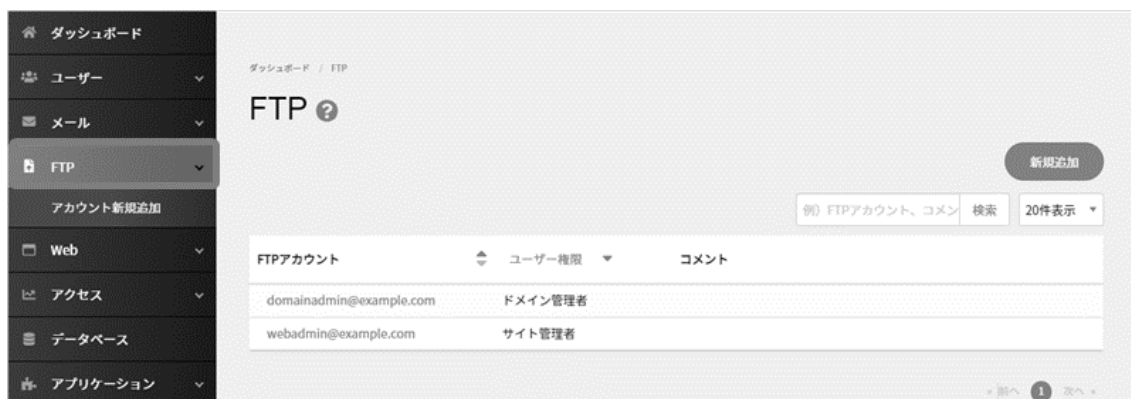 ダッシュボード
ユーザー
メール
FTP
アカウント新規追加
Web
アクセス
データベース
アプリケーション
ダッシュボード / FTP
FTP ?
新規追加
例）FTPアカウント、コメン 検索 20件表示
FTPアカウント ユーザー権限 コメント
domainadmin@example.com ドメイン管理者
webadmin@example.com サイト管理者
« 前へ 1 次へ »